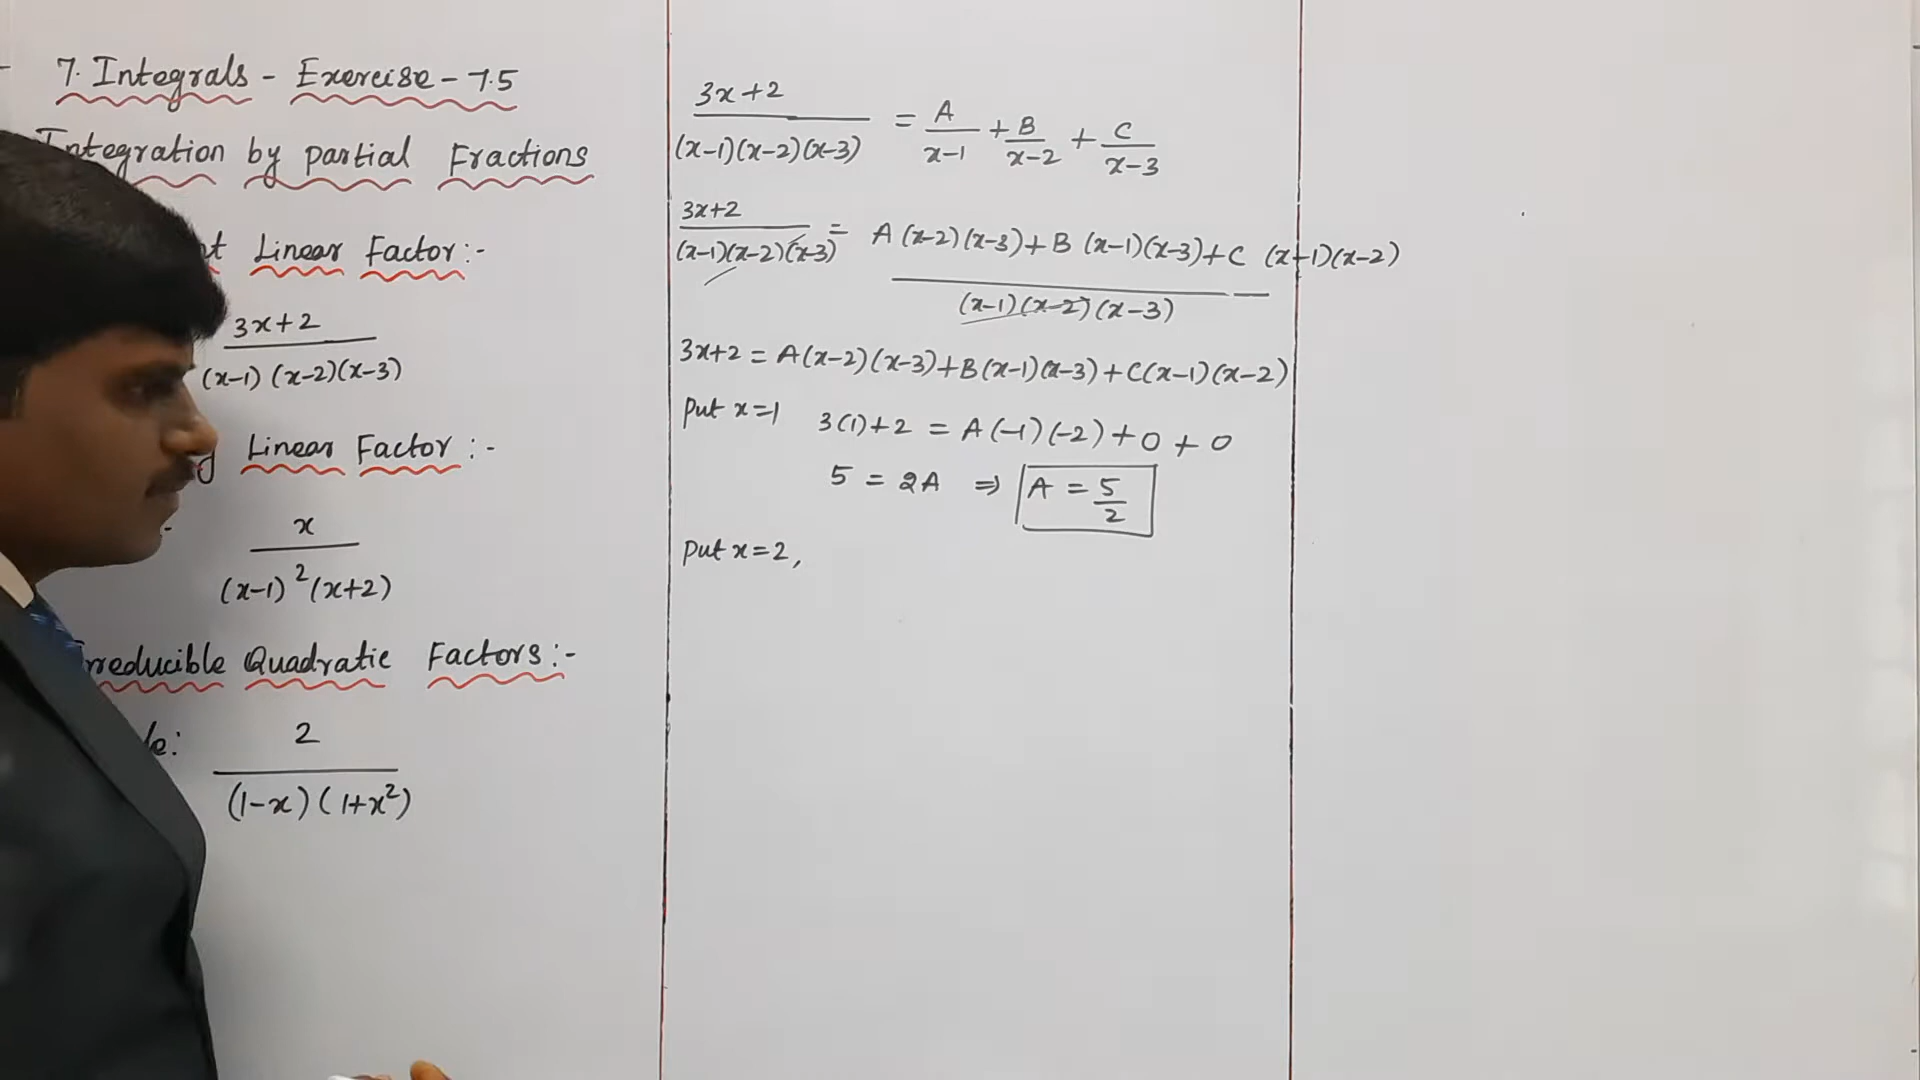 7. Integrals - Exercise - 7.5
Integration by partial Fractions
Linear Factor:-
3x+2
(x-1) (x-2)(x-3)
Linear Factor :-
x
(x-1)² (x+2)
Irreducible Quadratic Factors:-
2
(1-x) (1+x²)
3x+2 / (x-1)(x-2)(x-3) = A/x-1 + B/x-2 + C/x-3
3x+2 / (x-1)(x-2)(x-3) = A (x-2)(x-3)+B (x-1)(x-3)+C (x-1)(x-2) / (x-1)(x-2)(x-3)
3x+2 = A(x-2)(x-3)+B(x-1)(x-3)+C(x-1)(x-2)
Put x=1 3(1)+2 = A(-1)(-2)+0+0
5 = 2A ⇒ A = 5/2
Put x=2,